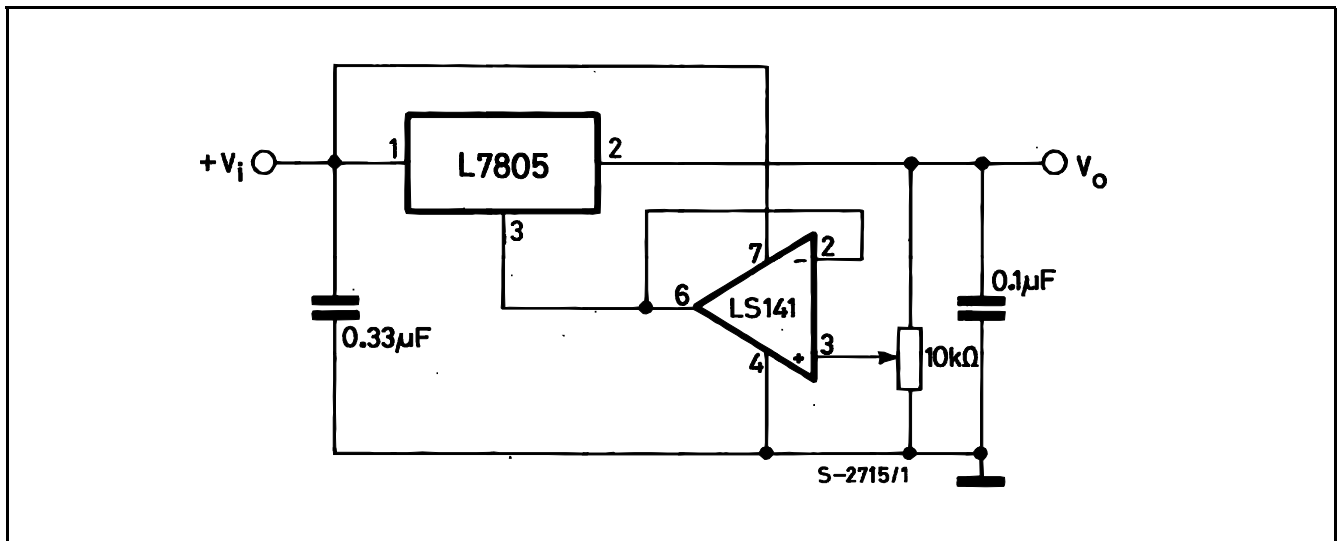 +Vi
1
L7805
2
Vo
3
7
2
-
6
LS141
0.1µF
0.33µF
4
+
3
10kΩ
S-2715/1